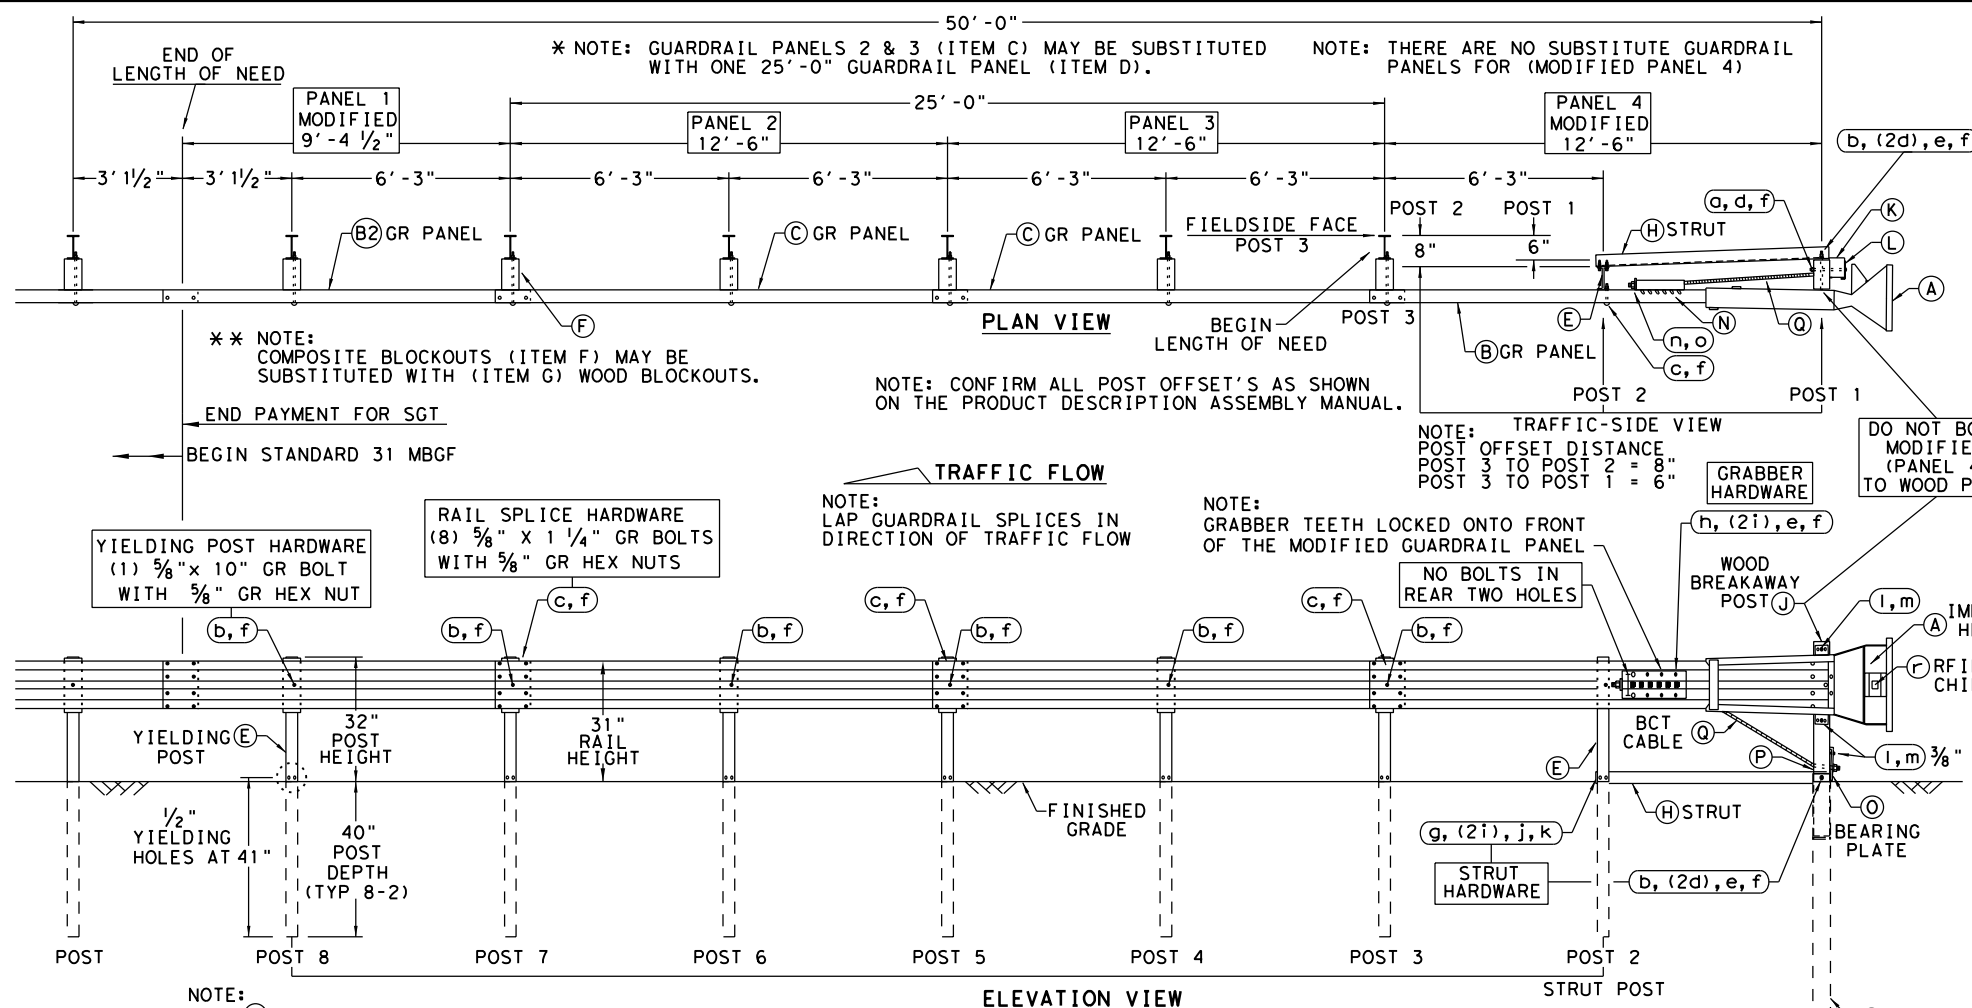 50'-0"
END OF
LENGTH OF NEED
* NOTE: GUARDRAIL PANELS 2 & 3 (ITEM C) MAY BE SUBSTITUTED
WITH ONE 25'-0" GUARDRAIL PANEL (ITEM D).
NOTE: THERE ARE NO SUBSTITUTE GUARDRAIL
PANELS FOR (MODIFIED PANEL 4)
25'-0"
PANEL 1
MODIFIED
9'-4 ½"
PANEL 2
12'-6"
PANEL 3
12'-6"
PANEL 4
MODIFIED
12'-6"
b, (2d), e, f
3' 1½" 3' 1½" 6'-3" 6'-3" 6'-3" 6'-3" 6'-3" 6'-3"
POST 2 POST 1
a, d, f
K
B2 GR PANEL
C GR PANEL
C GR PANEL
FIELDSIDE FACE
POST 3
8" 6"
H STRUT
L
A
F
PLAN VIEW
BEGIN
LENGTH OF NEED
POST 3
E
N
Q
n, o
B GR PANEL
c, f
** NOTE:
COMPOSITE BLOCKOUTS (ITEM F) MAY BE
SUBSTITUTED WITH (ITEM G) WOOD BLOCKOUTS.
NOTE: CONFIRM ALL POST OFFSET'S AS SHOWN
ON THE PRODUCT DESCRIPTION ASSEMBLY MANUAL.
POST 2 POST 1
TRAFFIC-SIDE VIEW
END PAYMENT FOR SGT
BEGIN STANDARD 31 MBGF
NOTE:
POST OFFSET DISTANCE
POST 3 TO POST 2 = 8"
POST 3 TO POST 1 = 6"
DO NOT BO
MODIFIE
(PANEL 4
TO WOOD P
TRAFFIC FLOW
NOTE:
LAP GUARDRAIL SPLICES IN
DIRECTION OF TRAFFIC FLOW
NOTE:
GRABBER TEETH LOCKED ONTO FRONT
OF THE MODIFIED GUARDRAIL PANEL
GRABBER
HARDWARE
h, (2i), e, f
YIELDING POST HARDWARE
(1) ⅝"x 10" GR BOLT
WITH ⅝" GR HEX NUT
RAIL SPLICE HARDWARE
(8) ⅝" X 1 ¼" GR BOLTS
WITH ⅝" GR HEX NUTS
NO BOLTS IN
REAR TWO HOLES
WOOD
BREAKAWAY
POST J
c, f
c, f
c, f
l, m
b, f
b, f
b, f
b, f
b, f
b, f
A IM
H
r RFI
CHI
YIELDING E
POST
32"
POST
HEIGHT
31"
RAIL
HEIGHT
BCT
CABLE Q
E
P
l, m ⅜"
½"
YIELDING
HOLES AT 41"
40"
POST
DEPTH
(TYP 8-2)
FINISHED
GRADE
H STRUT
O
BEARING
PLATE
g, (2i), j, k
STRUT
HARDWARE
b, (2d), e, f
POST POST 8 POST 7 POST 6 POST 5 POST 4 POST 3 POST 2
STRUT POST
NOTE:
ELEVATION VIEW